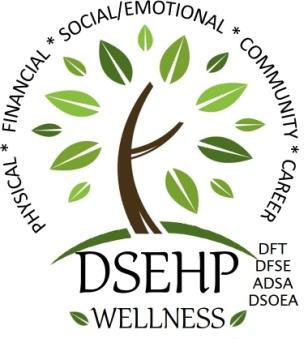 PHYSICAL * FINANCIAL * SOCIAL/EMOTIONAL * COMMUNITY * CAREER
DSEHP
WELLNESS
DFT
DFSE
ADSA
DSOEA